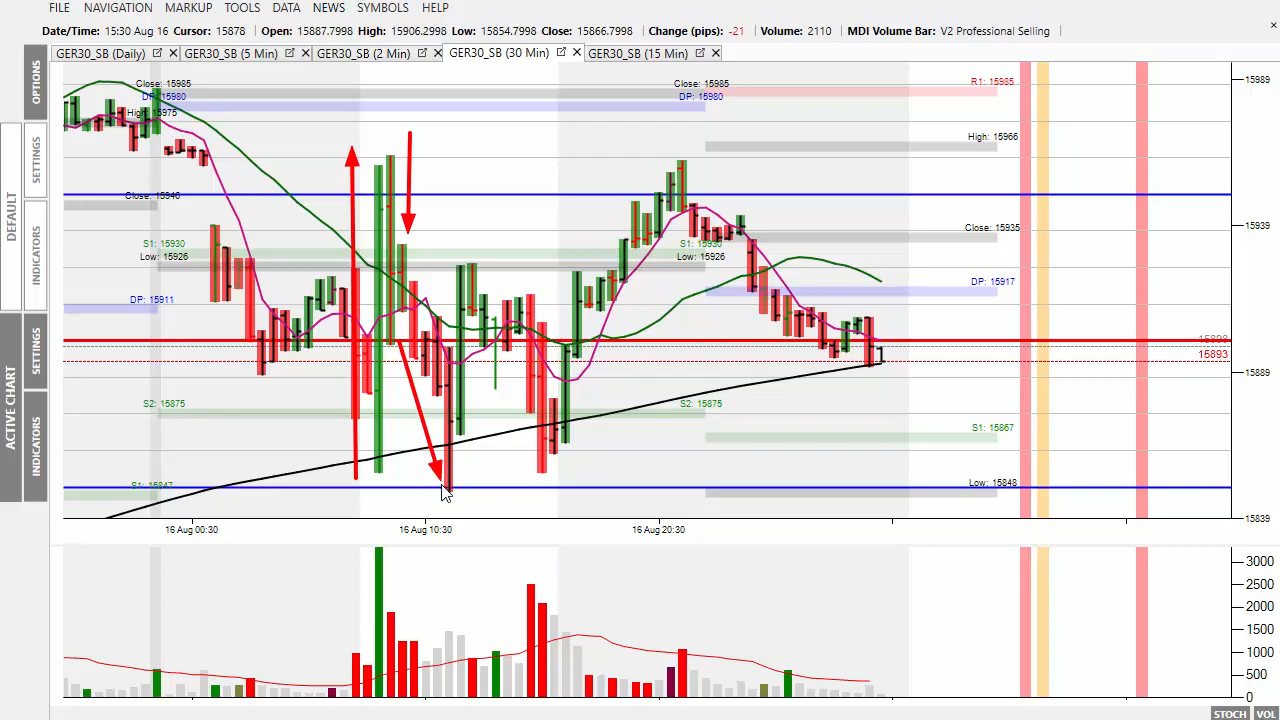 FILE NAVIGATION MARKUP TOOLS DATA NEWS SYMBOLS HELP
Date/Time: 15:30 Aug 16 Cursor: 15878 Open: 15887.7998 High: 15906.2998 Low: 15854.7998 Close: 15866.7998 Change (pips): -21 Volume: 2110 MDI Volume Bar: V2 Professional Selling
GER30_SB (Daily) GER30_SB (5 Min) GER30_SB (2 Min) GER30_SB (30 Min) GER30_SB (15 Min)
OPTIONS
SETTINGS
INDICATORS
DEFAULT
SETTINGS
INDICATORS
ACTIVE CHART
Close: 15985 Close: 15985 R1: 15985
15989
DP: 15980 DP: 15980
High: 15975
High: 15966
Close: 15946
15939
Close: 15935
S1: 15930 S1: 15930
Low: 15926 Low: 15926
DP: 15917
DP: 15911
15893
15889
S2: 15875 S2: 15875
S1: 15867
S1: 15847 Low: 15848
15839
16 Aug 00:30 16 Aug 10:30 16 Aug 20:30
3000
2500
2000
1500
1000
500
0
STOCH VOL